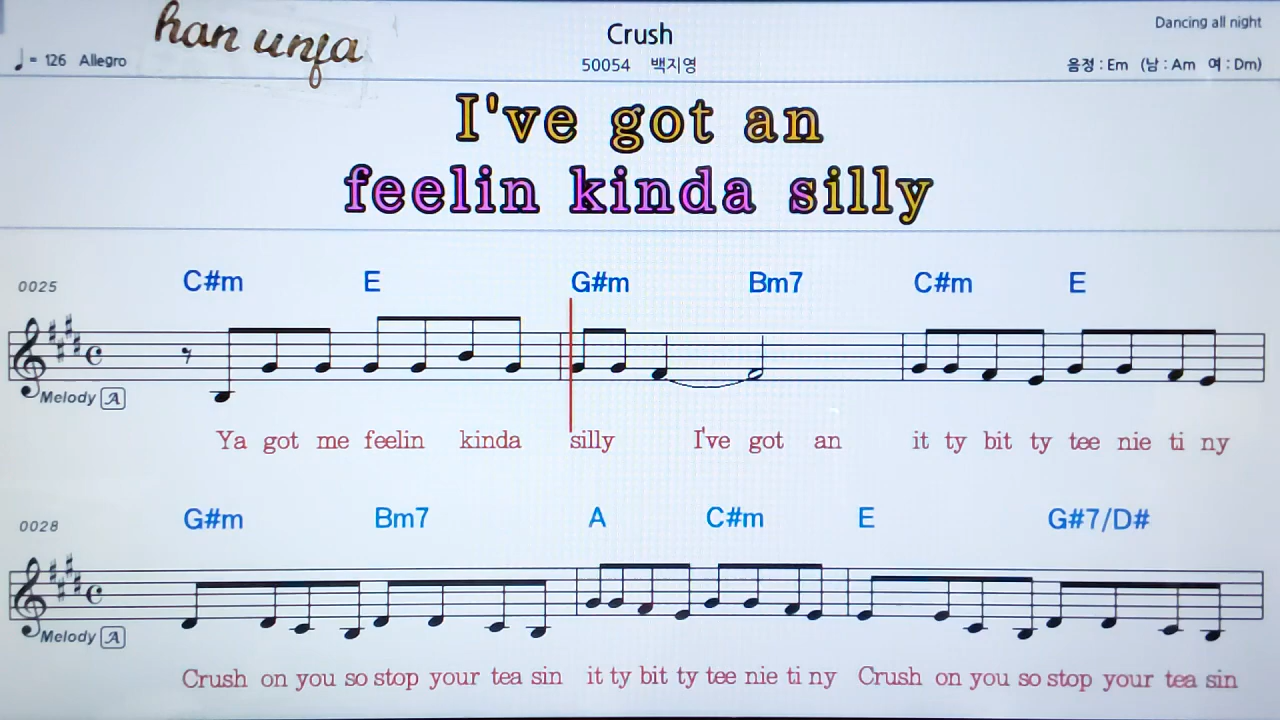 han unfa
Crush
Dancing all night
♩= 126 Allegro
50054 백지영
음정 : Em (남 : Am 여 : Dm)
I've got an
feelin kinda silly
0025
C#m E G#m Bm7 C#m E
Melody A
Ya got me feelin kinda silly I've got an it ty bit ty tee nie ti ny
0028
G#m Bm7 A C#m E G#7/D#
Melody A
Crush on you so stop your tea sin it ty bit ty tee nie ti ny Crush on you so stop your tea sin